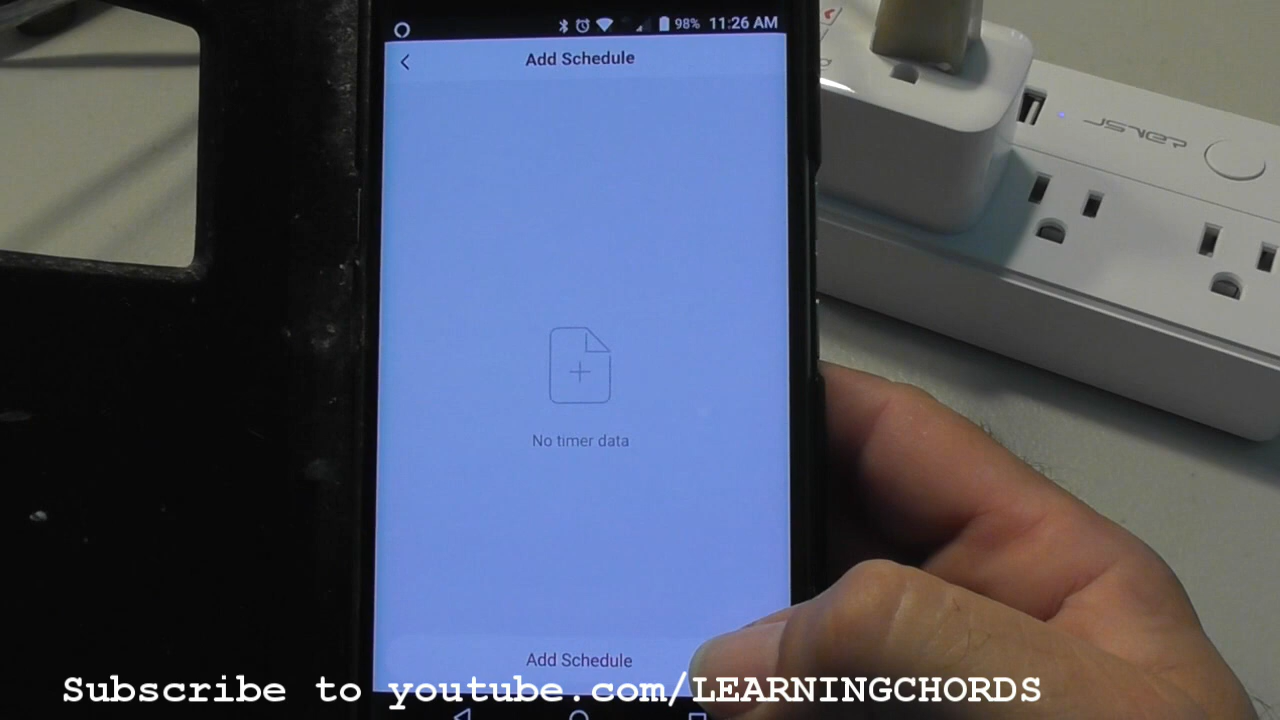 98% 11:26 AM
Add Schedule
No timer data
Add Schedule
Subscribe to youtube.com/LEARNINGCHORDS